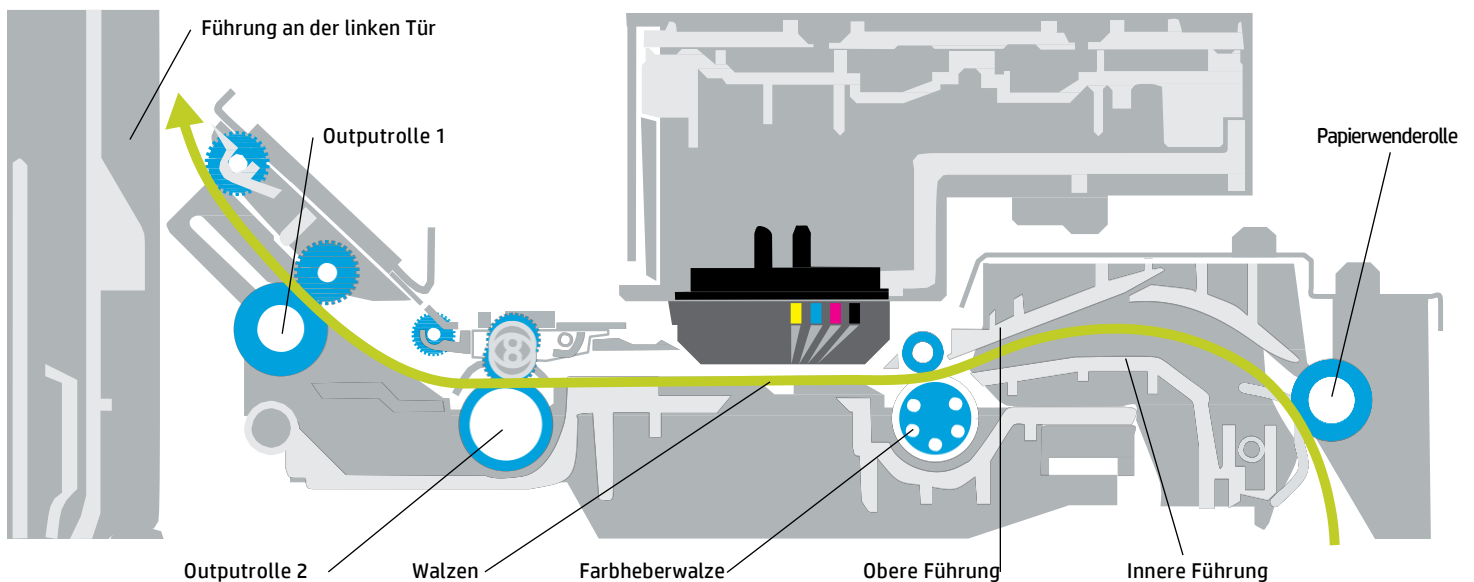 Führung an der linken Tür
Outputrolle 1
Papierwenderolle
Outputrolle 2
Walzen
Farbheberwalze
Obere Führung
Innere Führung